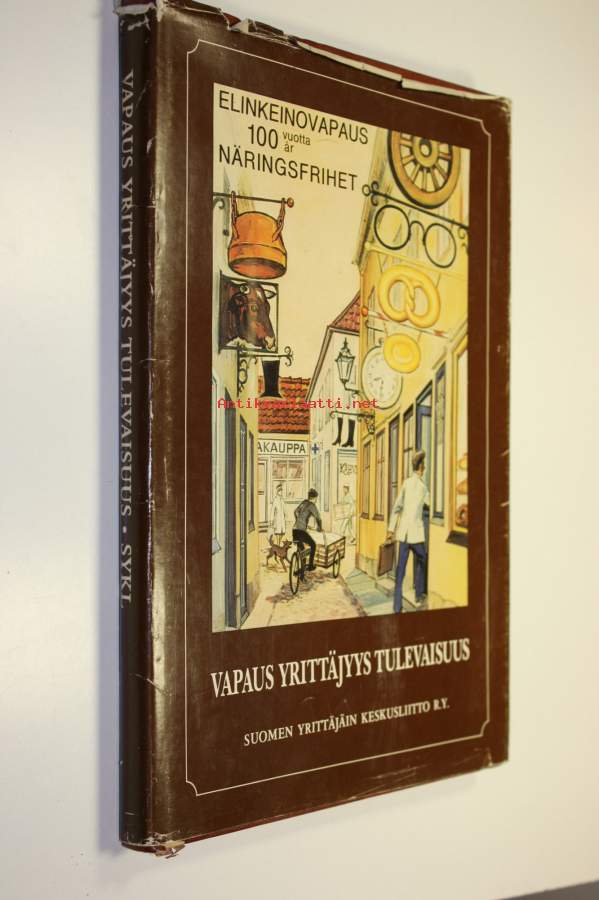 VAPAUS YRITTÄJYYS TULEVAISUUS • SYKL
ELINKEINOVAPAUS
100 vuotta
år
NÄRINGSFRIHET
AKAUPPA
Antikvariaatti.net
VAPAUS YRITTÄJYYS TULEVAISUUS
SUOMEN YRITTÄJÄIN KESKUSLIITTO R.Y.